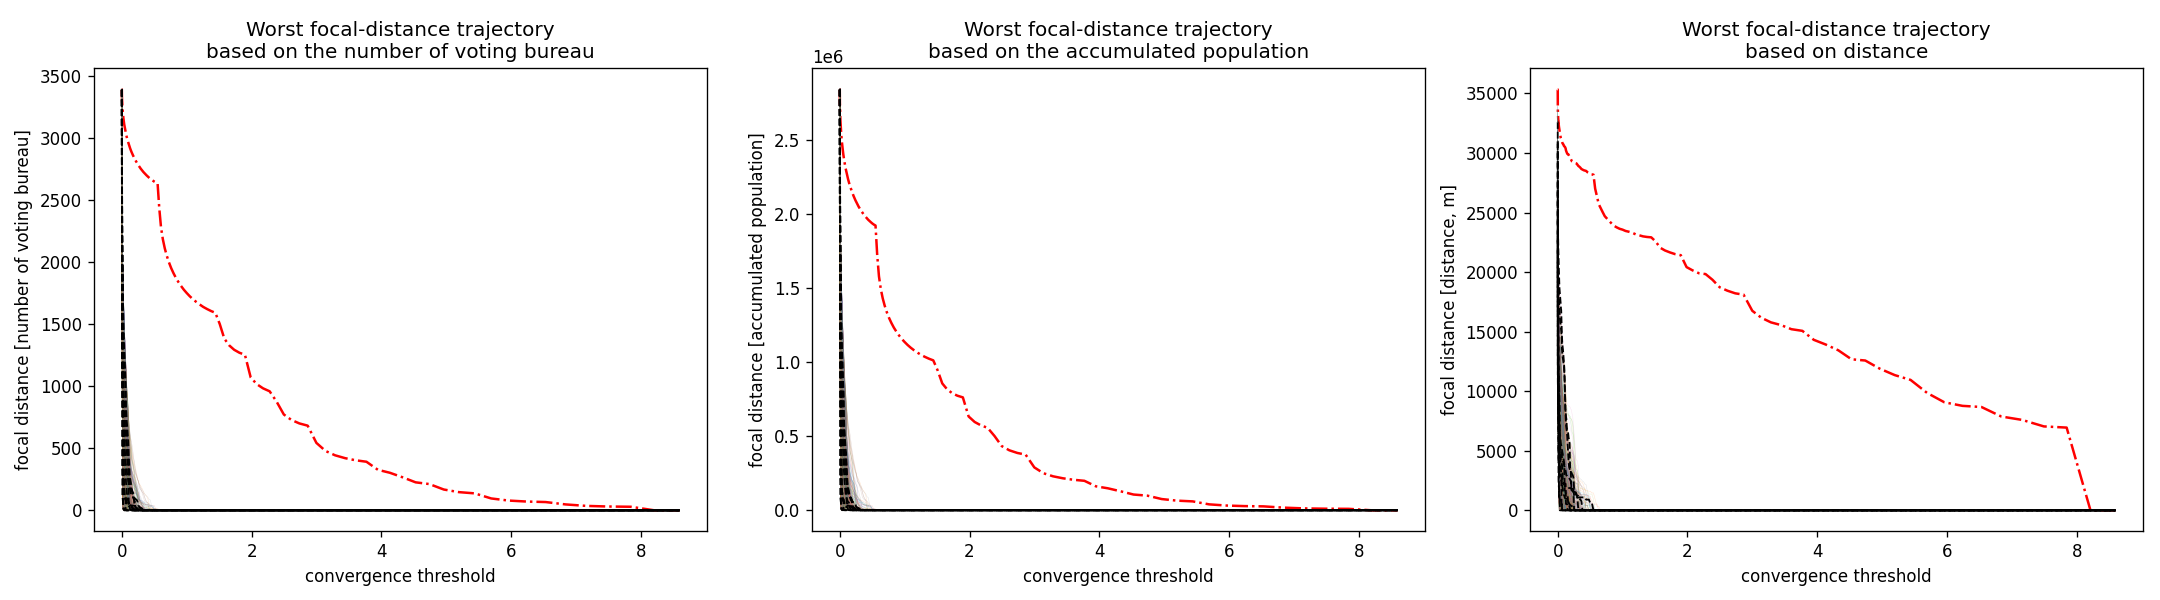 Worst focal-distance trajectory
based on the number of voting bureau
focal distance [number of voting bureau]
3500
3000
2500
2000
1500
1000
500
0
0 2 4 6 8
convergence threshold
Worst focal-distance trajectory
based on the accumulated population
1e6
focal distance [accumulated population]
2.5
2.0
1.5
1.0
0.5
0.0
0 2 4 6 8
convergence threshold
Worst focal-distance trajectory
based on distance
focal distance [distance, m]
35000
30000
25000
20000
15000
10000
5000
0
0 2 4 6 8
convergence threshold